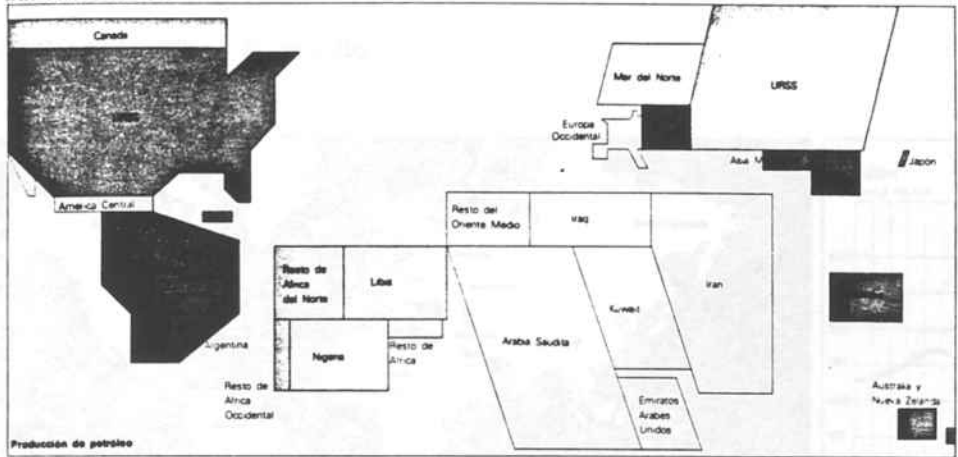 Canada
Mar del Norte
URSS
Europa
Occidental
Japón
America Central
Resto del
Oriente Medio
Iraq
Resto de
África
del Norte
Libia
Iran
Kuwait
Arabia Saudita
Argentina
Nigeria
Resto de
Africa
Resto de
Africa
Occidental
Emiratos
Arabes
Unidos
Australia y
Nueva Zelanda
Producción de petróleo